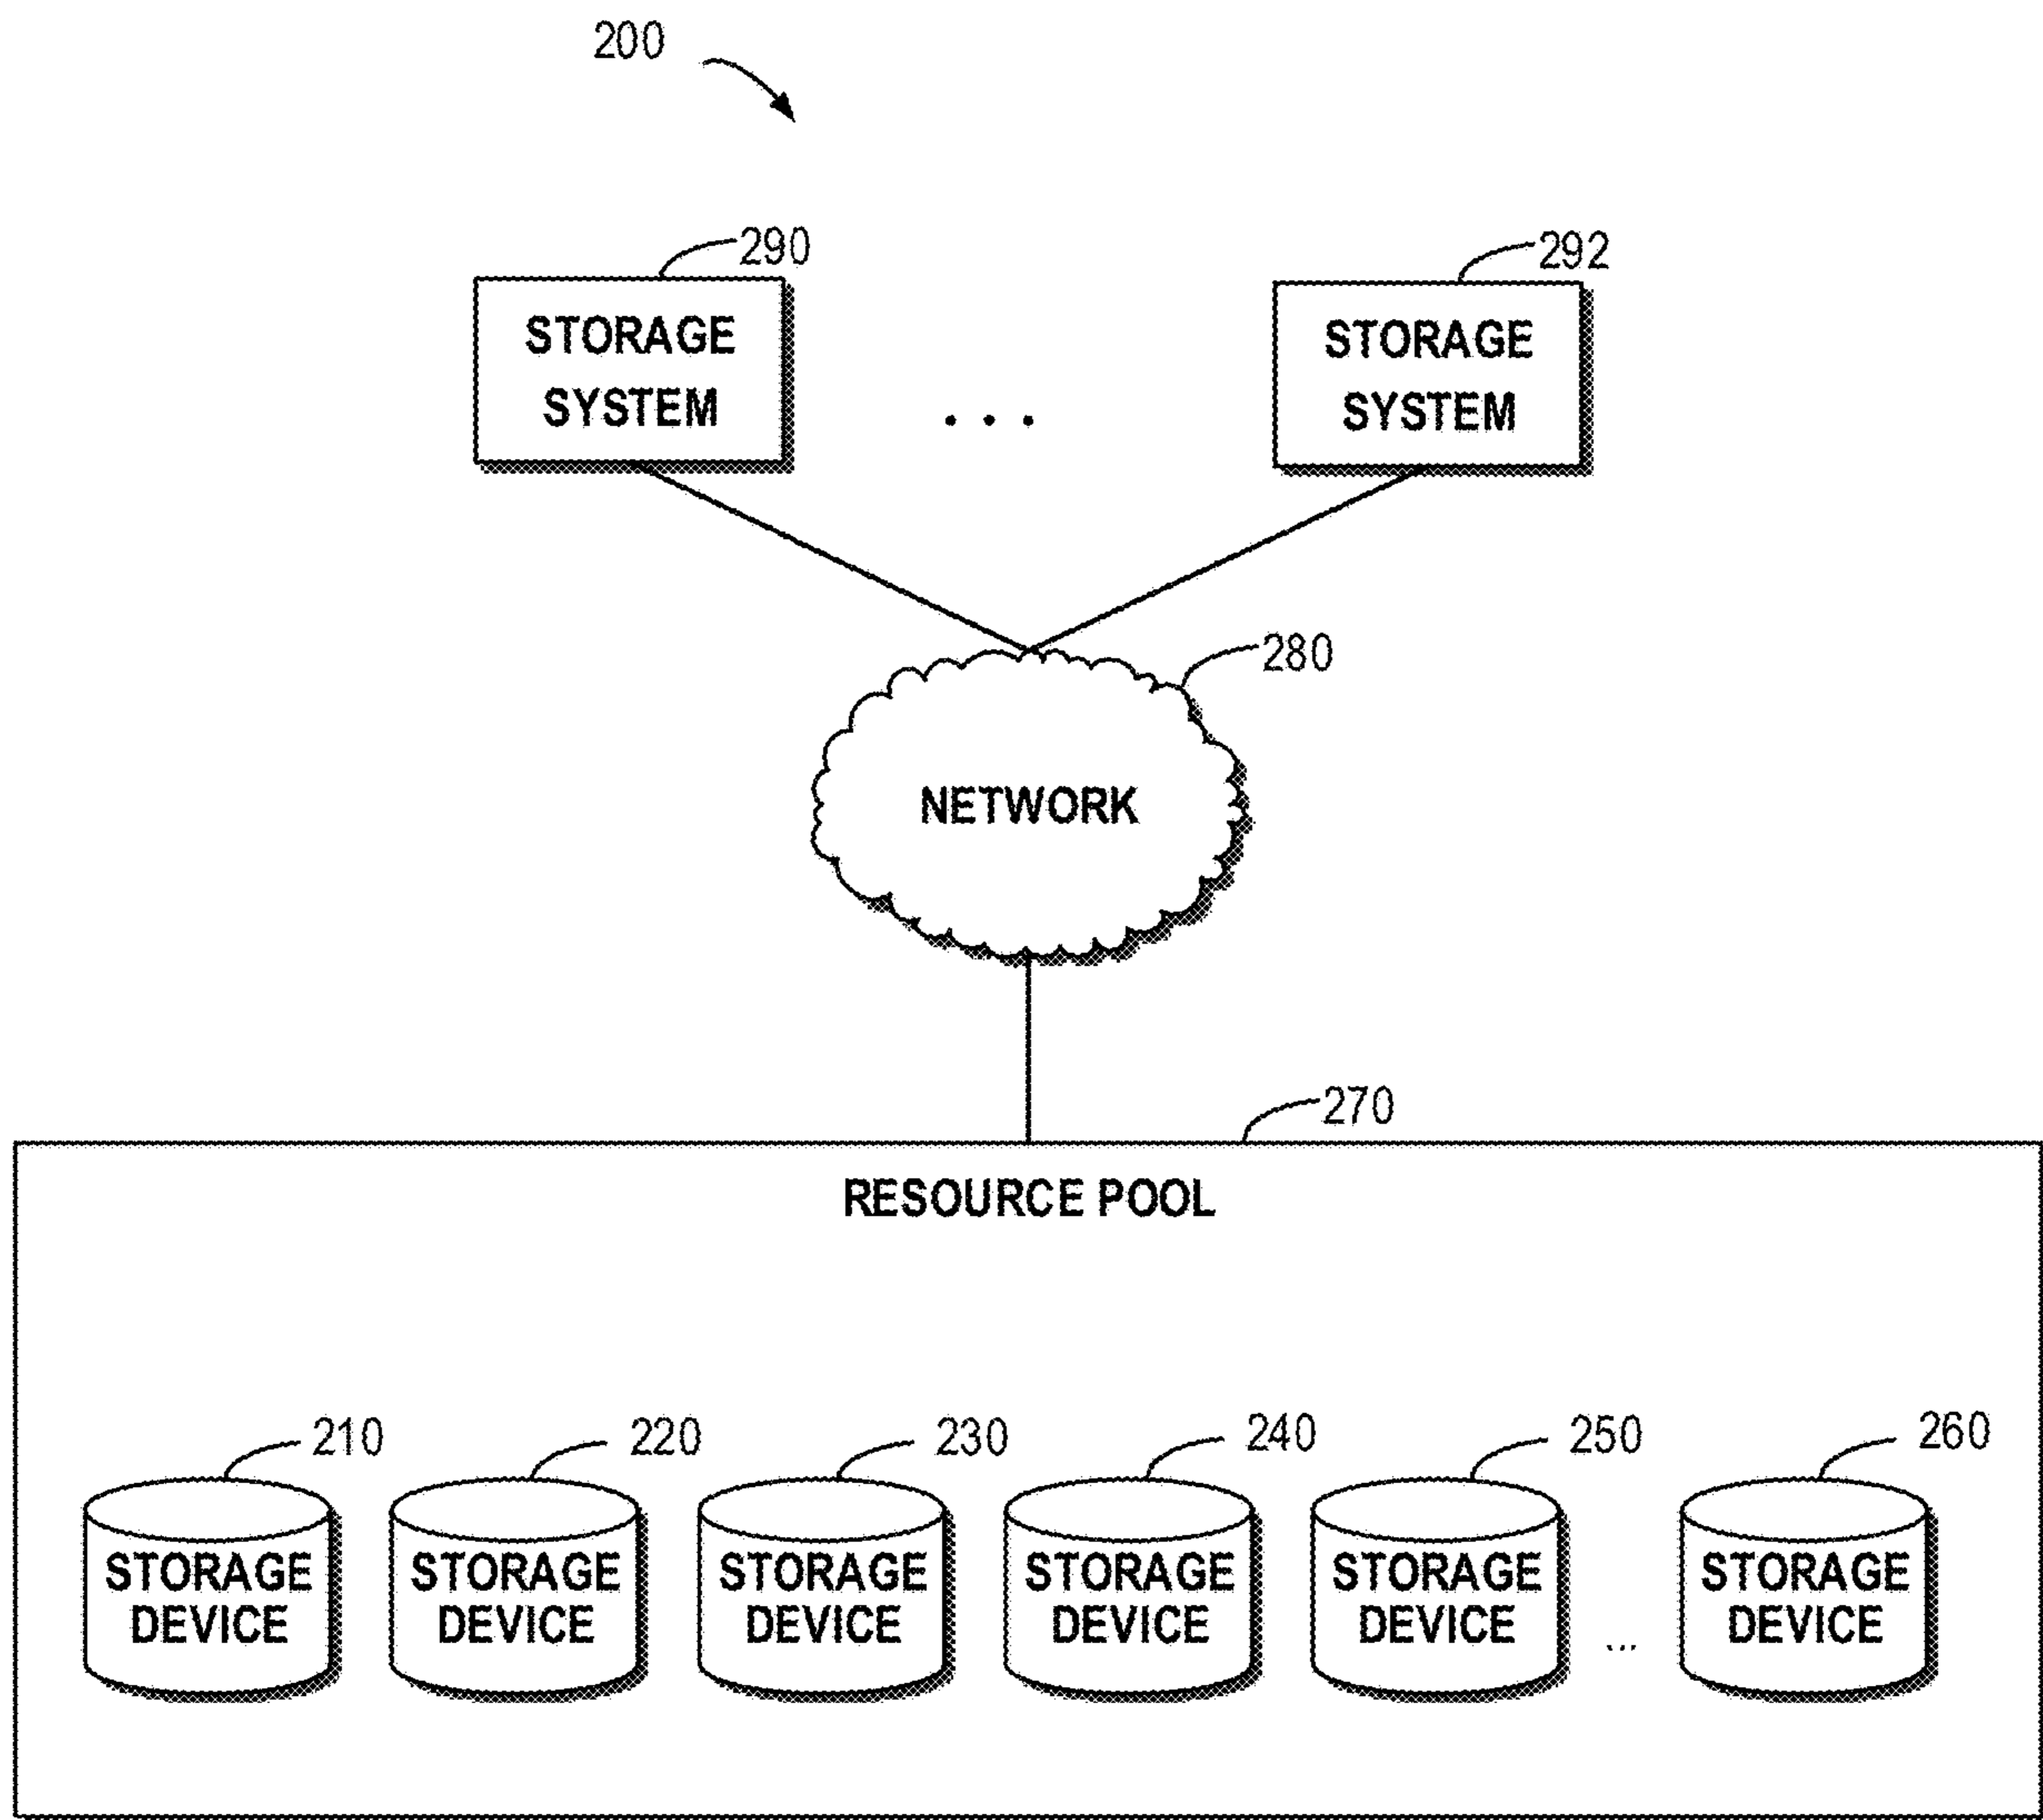 200
290
292
STORAGE
SYSTEM
. . .
STORAGE
SYSTEM
280
NETWORK
270
RESOURCE POOL
210
220
230
240
250
260
STORAGE
DEVICE
STORAGE
DEVICE
STORAGE
DEVICE
STORAGE
DEVICE
STORAGE
DEVICE
...
STORAGE
DEVICE